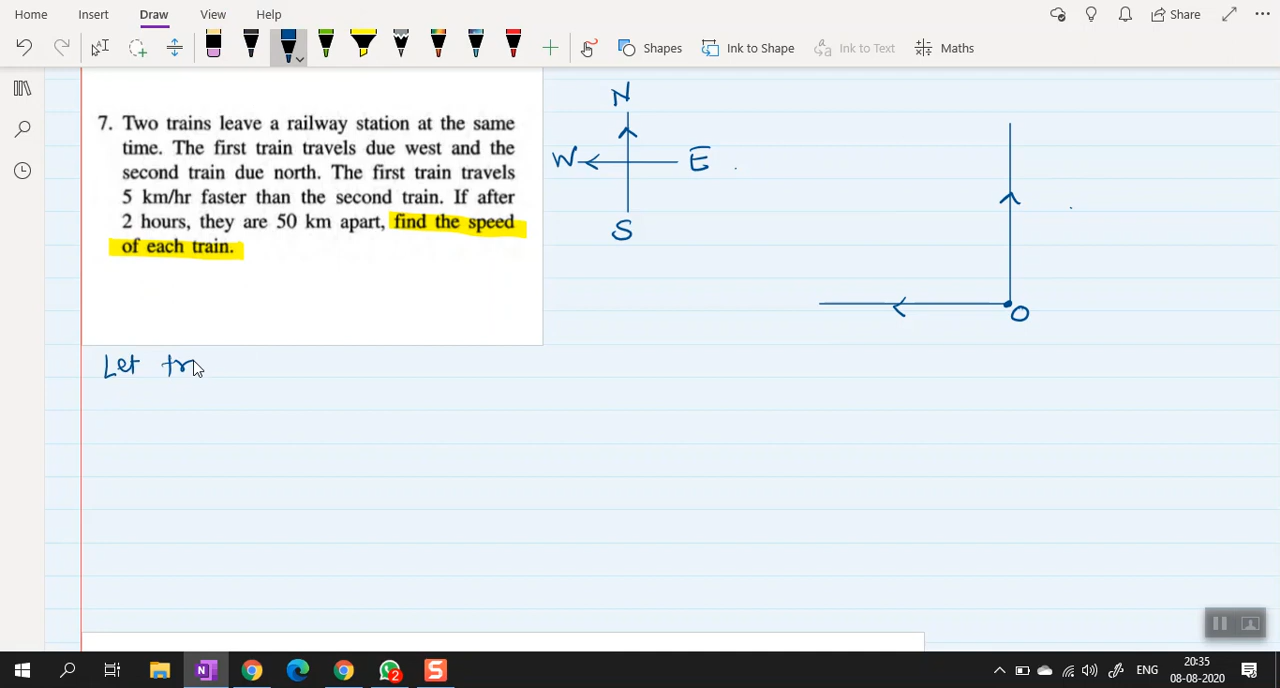 Home Insert Draw View Help
Share
Shapes Ink to Shape Ink to Text Maths
7. Two trains leave a railway station at the same
time. The first train travels due west and the
second train due north. The first train travels
5 km/hr faster than the second train. If after
2 hours, they are 50 km apart, find the speed
of each train.
N
W E
S
O
Let tr
2
ENG
20:35
08-08-2020